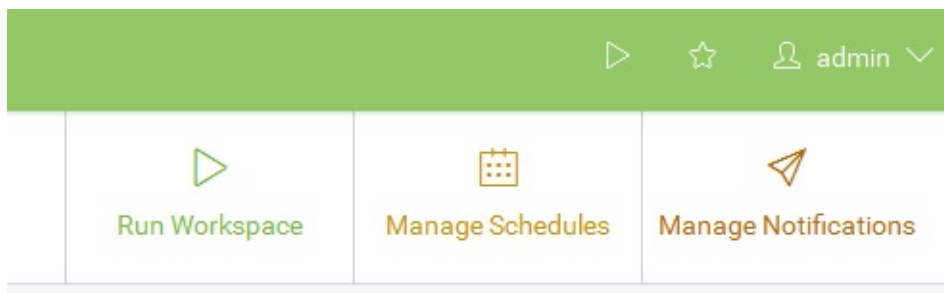 admin
Run Workspace
Manage Schedules
Manage Notifications